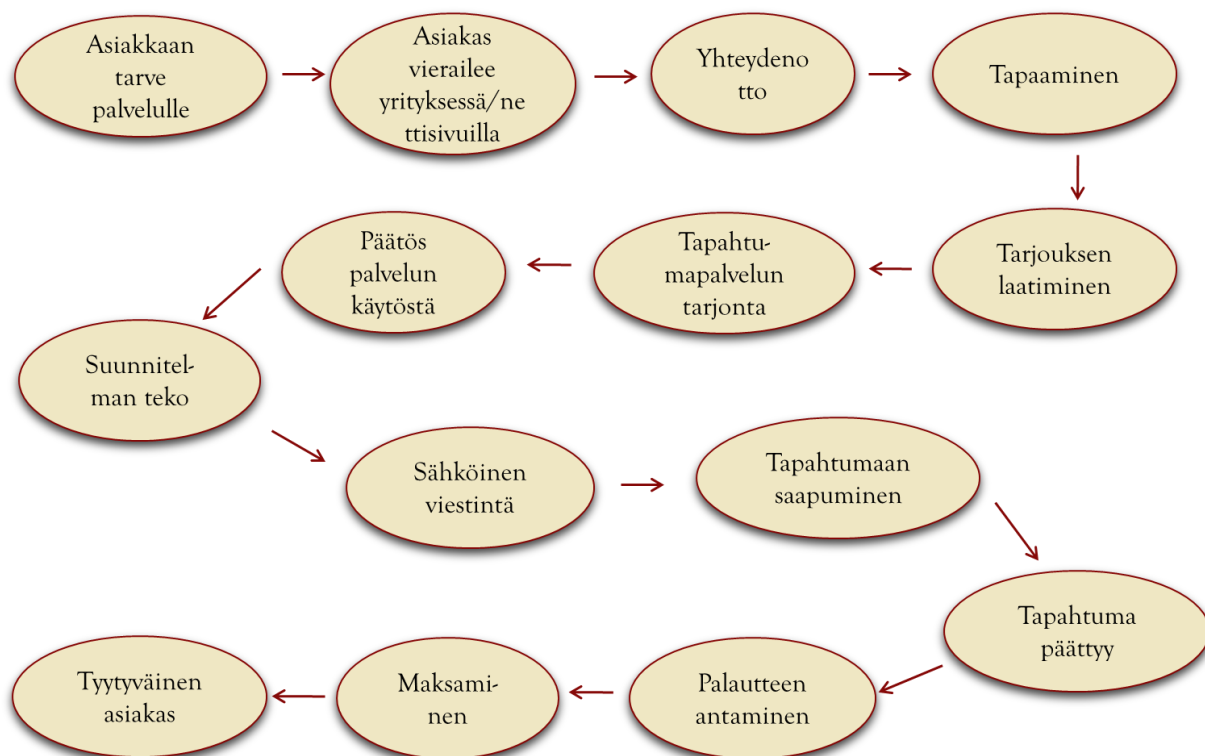 Asiakkaan
tarve
palvelulle
Asiakas
vierailee
yrityksessä/ne
ttisivuilla
Yhteydeno
tto
Tapaaminen
Tarjouksen
laatiminen
Tapahtu-
mapalvelun
tarjonta
Päätös
palvelun
käytöstä
Suunnitel-
man teko
Sähköinen
viestintä
Tapahtumaan
saapuminen
Tapahtuma
päättyy
Palautteen
antaminen
Maksami-
nen
Tyytyväinen
asiakas